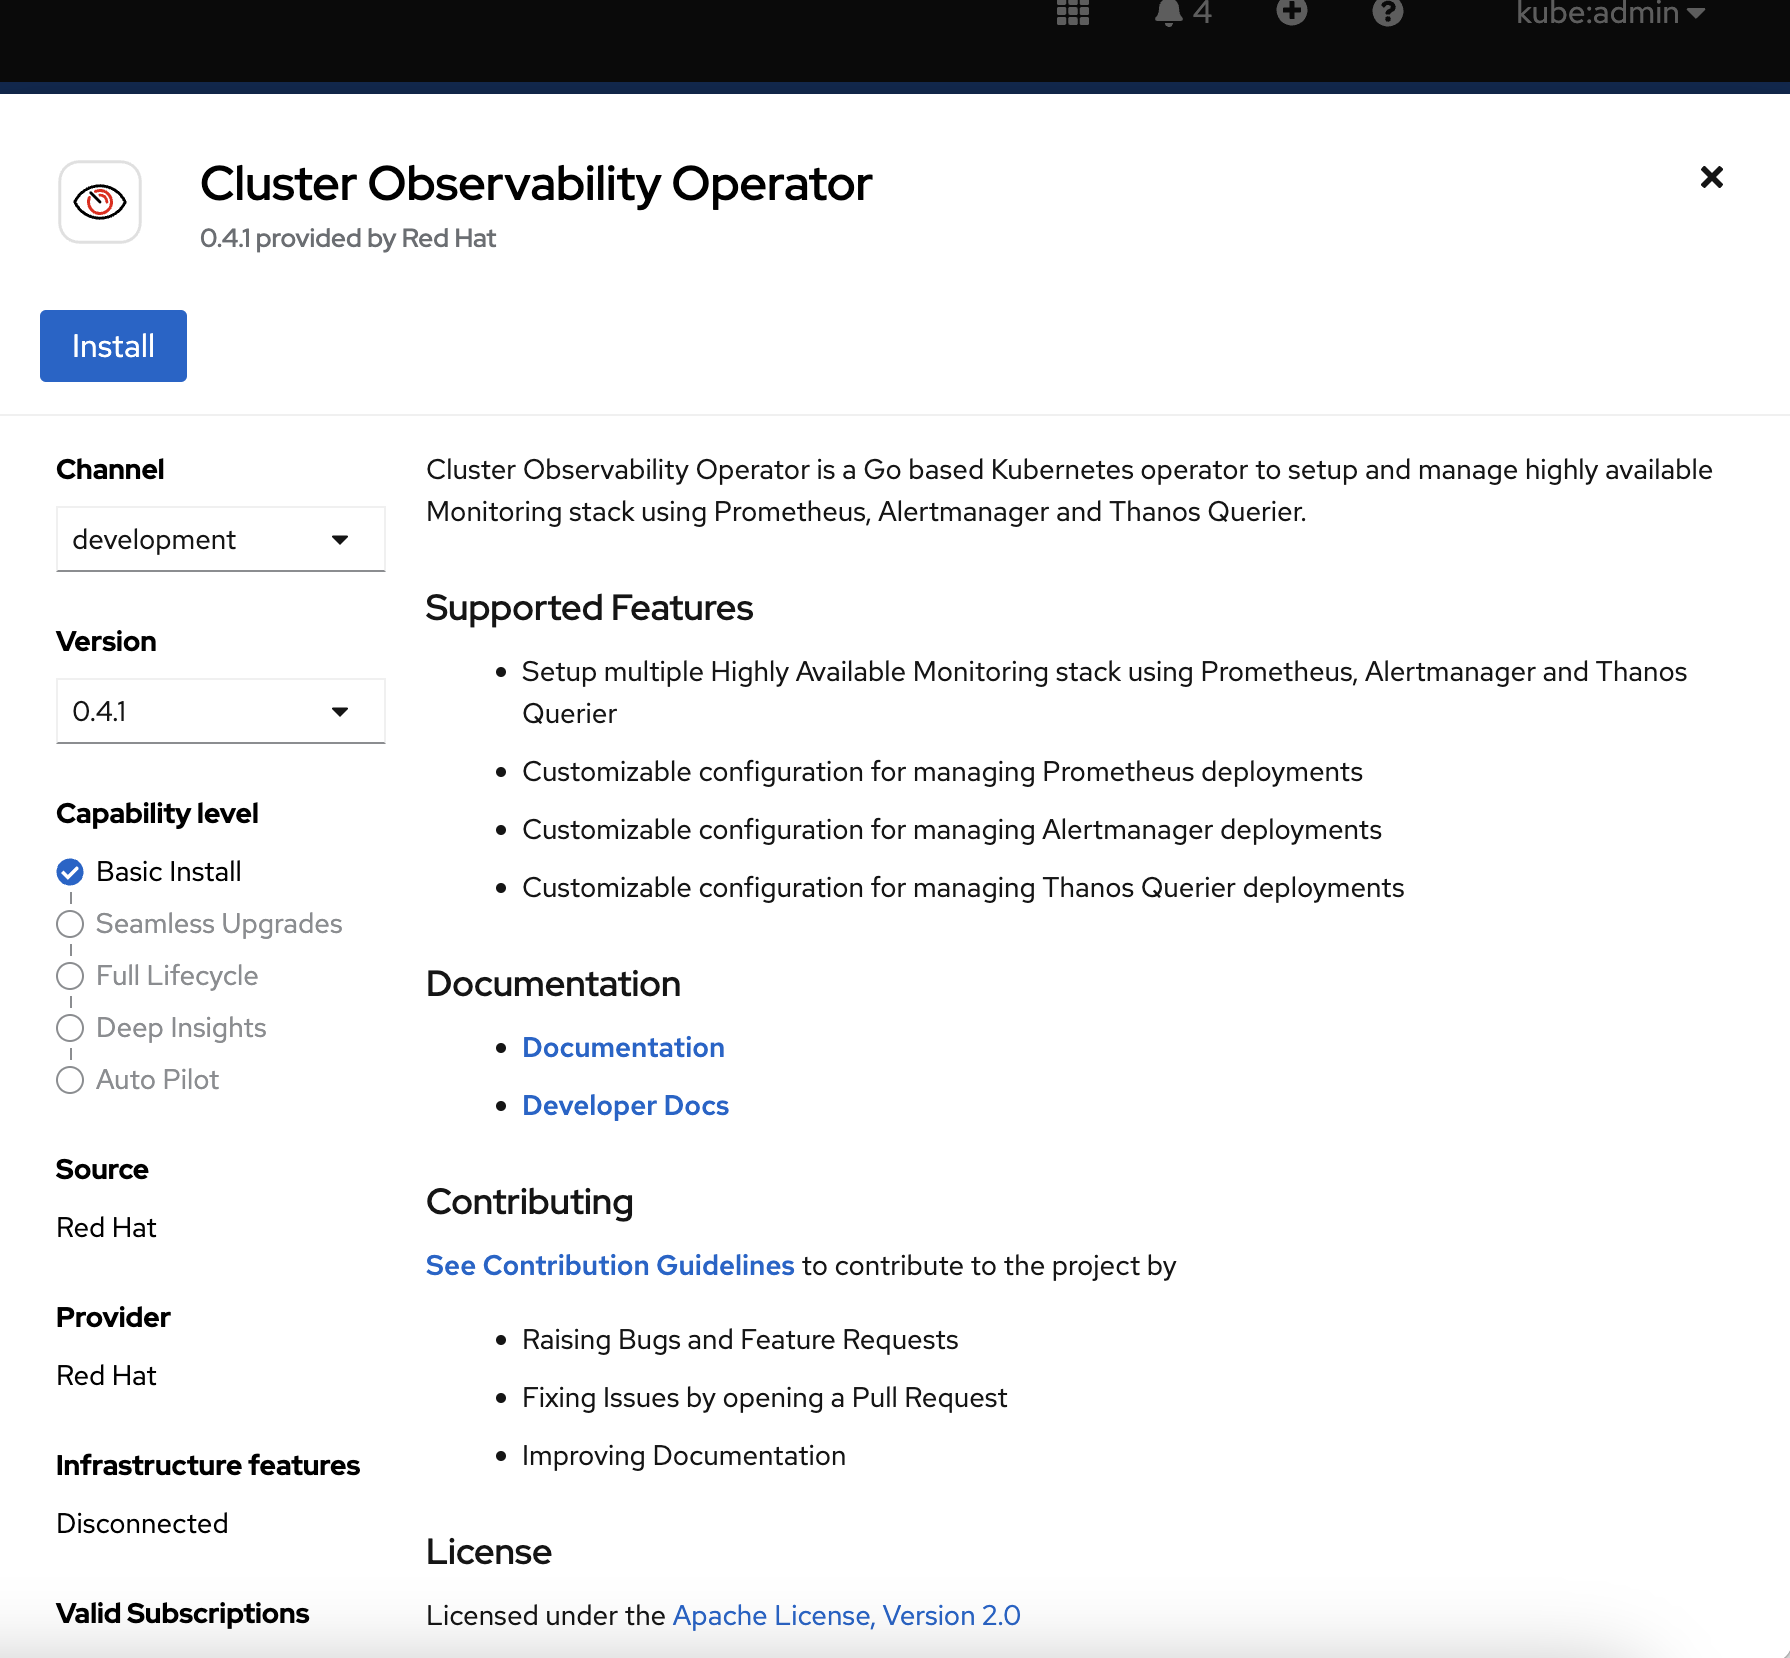 4
kube:admin
Cluster Observability Operator
0.4.1 provided by Red Hat
Install
Channel
development
Version
0.4.1
Capability level
Basic Install
Seamless Upgrades
Full Lifecycle
Deep Insights
Auto Pilot
Source
Red Hat
Provider
Red Hat
Infrastructure features
Disconnected
Valid Subscriptions
Cluster Observability Operator is a Go based Kubernetes operator to setup and manage highly available
Monitoring stack using Prometheus, Alertmanager and Thanos Querier.
Supported Features
Setup multiple Highly Available Monitoring stack using Prometheus, Alertmanager and Thanos
Querier
Customizable configuration for managing Prometheus deployments
Customizable configuration for managing Alertmanager deployments
Customizable configuration for managing Thanos Querier deployments
Documentation
Documentation
Developer Docs
Contributing
See Contribution Guidelines to contribute to the project by
Raising Bugs and Feature Requests
Fixing Issues by opening a Pull Request
Improving Documentation
License
Licensed under the Apache License, Version 2.0